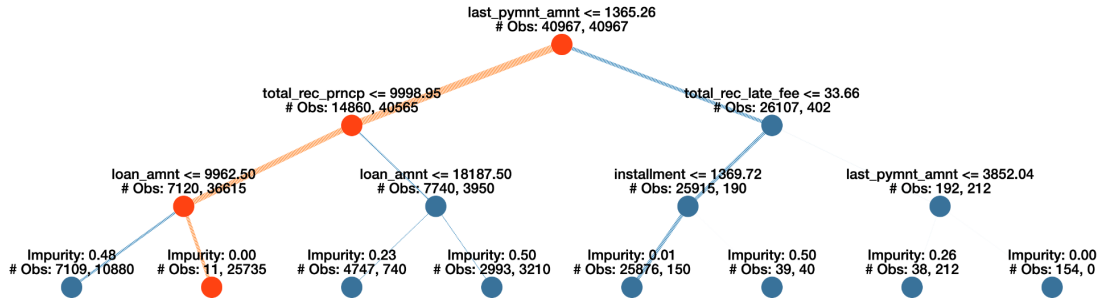 last_pymnt_amnt <= 1365.26
# Obs: 40967, 40967
total_rec_prncp <= 9998.95
# Obs: 14860, 40565
total_rec_late_fee <= 33.66
# Obs: 26107, 402
loan_amnt <= 9962.50
# Obs: 7120, 36615
loan_amnt <= 18187.50
# Obs: 7740, 3950
installment <= 1369.72
# Obs: 25915, 190
last_pymnt_amnt <= 3852.04
# Obs: 192, 212
Impurity: 0.48
# Obs: 7109, 10880
Impurity: 0.00
# Obs: 11, 25735
Impurity: 0.23
# Obs: 4747, 740
Impurity: 0.50
# Obs: 2993, 3210
Impurity: 0.01
# Obs: 25876, 150
Impurity: 0.50
# Obs: 39, 40
Impurity: 0.26
# Obs: 38, 212
Impurity: 0.00
# Obs: 154, 0